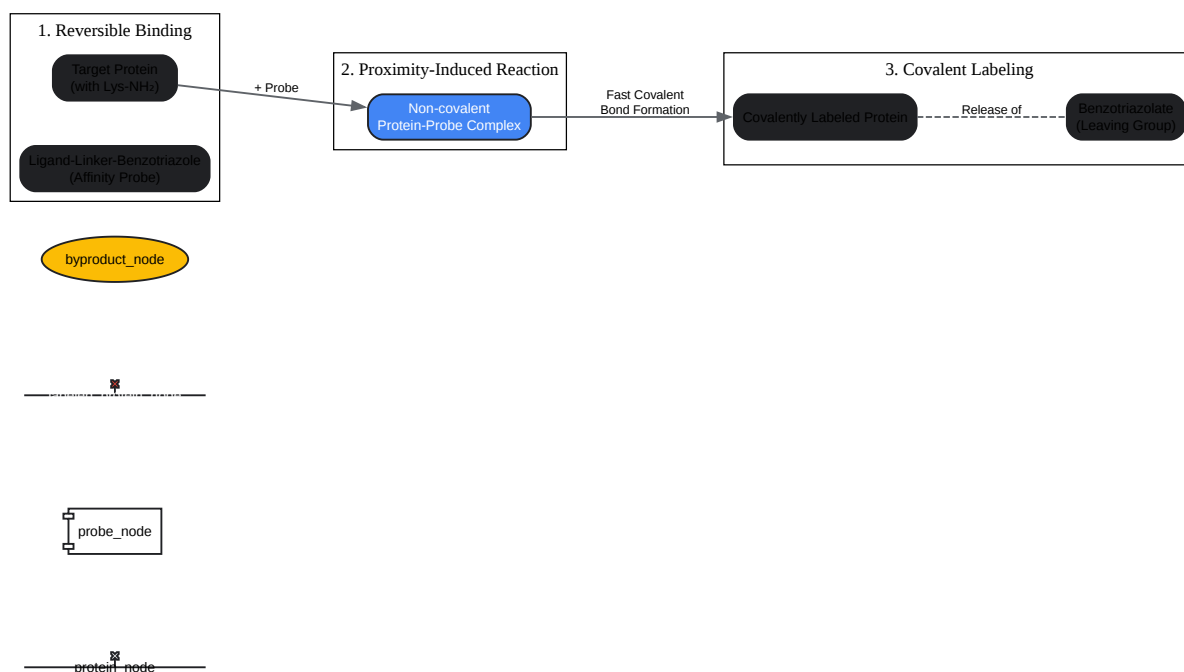 1. Reversible Binding
Target Protein
(with Lys-NH₂)
Ligand-Linker-Benzotriazole
(Affinity Probe)
+ Probe
2. Proximity-Induced Reaction
Non-covalent
Protein-Probe Complex
Fast Covalent
Bond Formation
3. Covalent Labeling
Covalently Labeled Protein
Release of
Benzotriazolate
(Leaving Group)
byproduct_node
labeled_protein_node
probe_node
protein_node